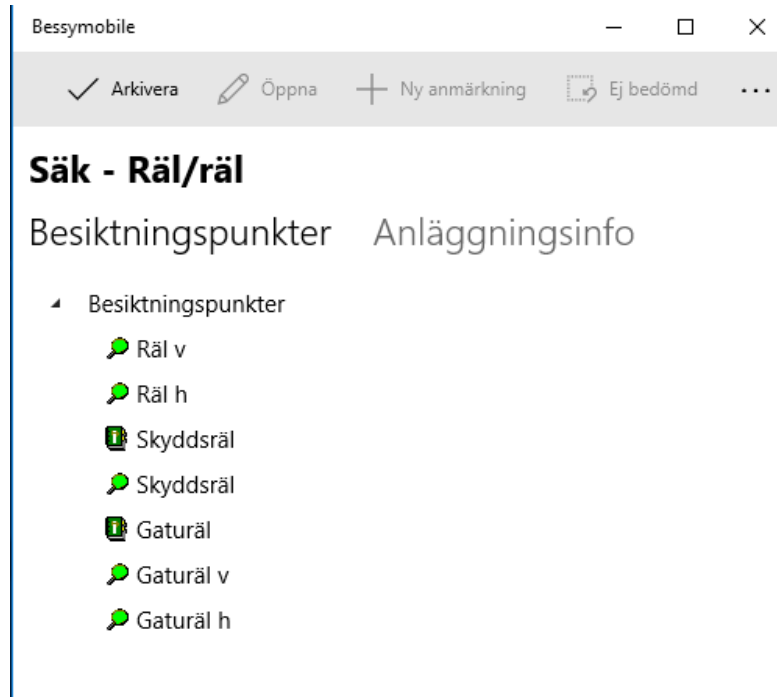 Bessymobile
Arkivera Öppna Ny anmärkning Ej bedömd ...
Säk - Räl/räl
Besiktningspunkter Anläggningsinfo
Besiktningspunkter
Räl v
Räl h
Skyddsräl
Skyddsräl
Gaturäl
Gaturäl v
Gaturäl h